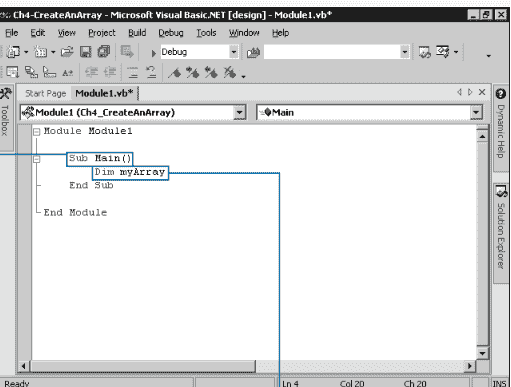 Ch4-CreateAnArray - Microsoft Visual Basic.NET [design] - Module1.vb*
File Edit View Project Build Debug Tools Window Help
Debug
Start Page Module1.vb*
Module1 (Ch4_CreateAnArray) Main
Toolbox
Dynamic Help
Solution Explorer
Module Module1
Sub Main()
Dim myArray
End Sub
End Module
Ready Ln 4 Col 20 Ch 20 INS